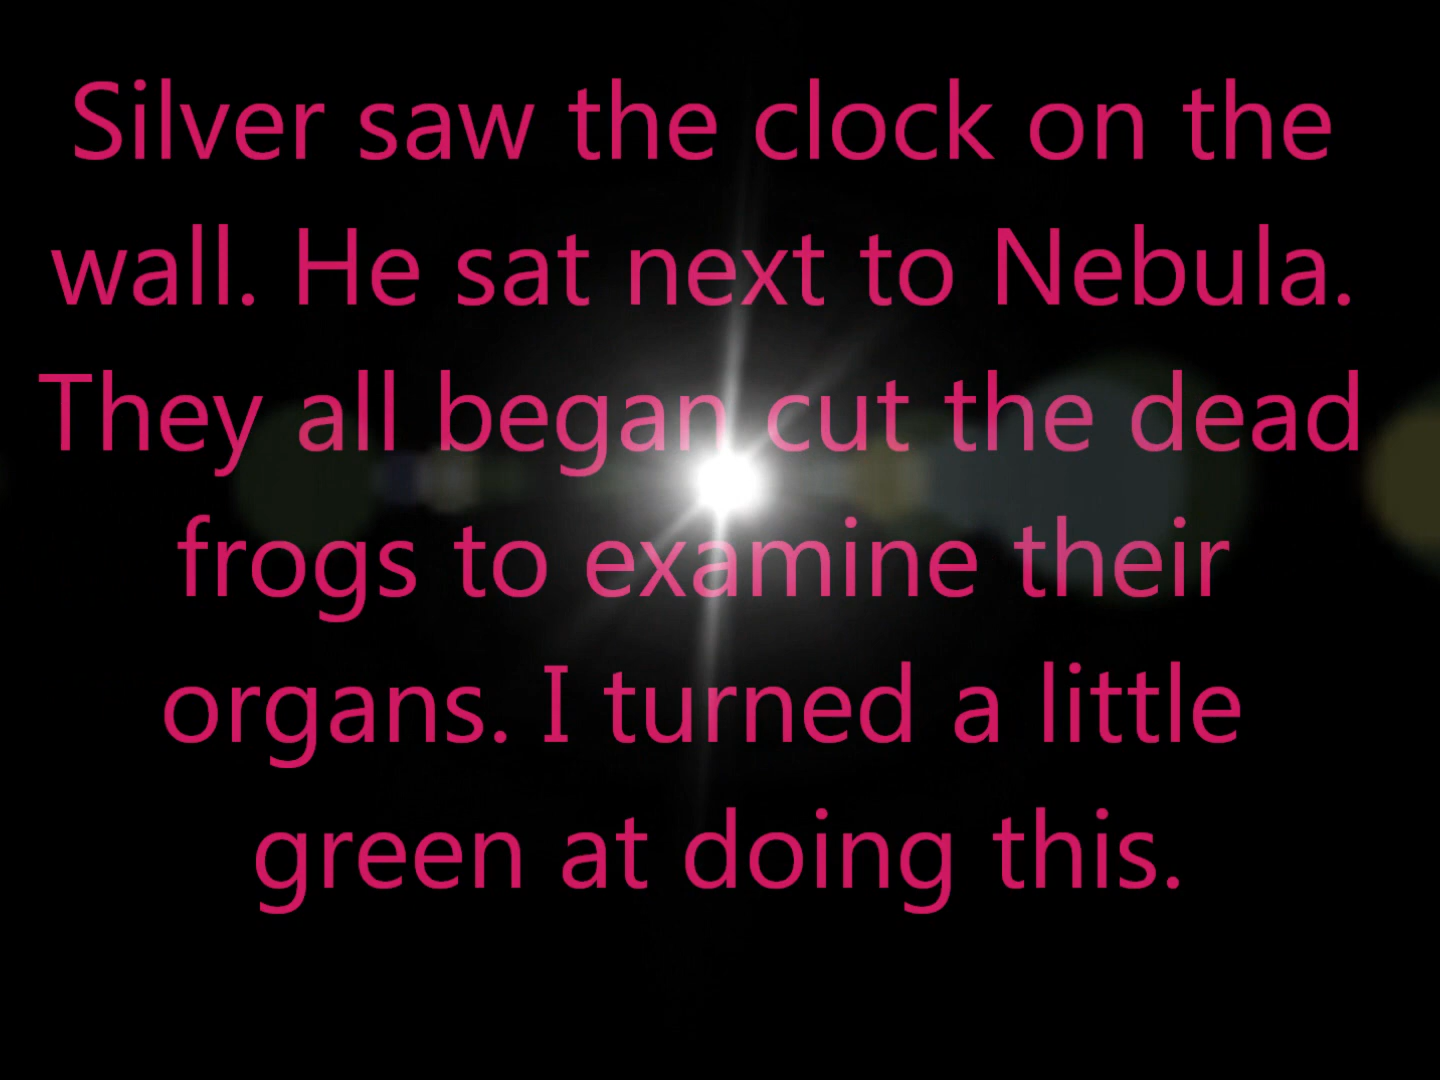 Silver saw the clock on the
wall. He sat next to Nebula.
They all began cut the dead
frogs to examine their
organs. I turned a little
green at doing this.